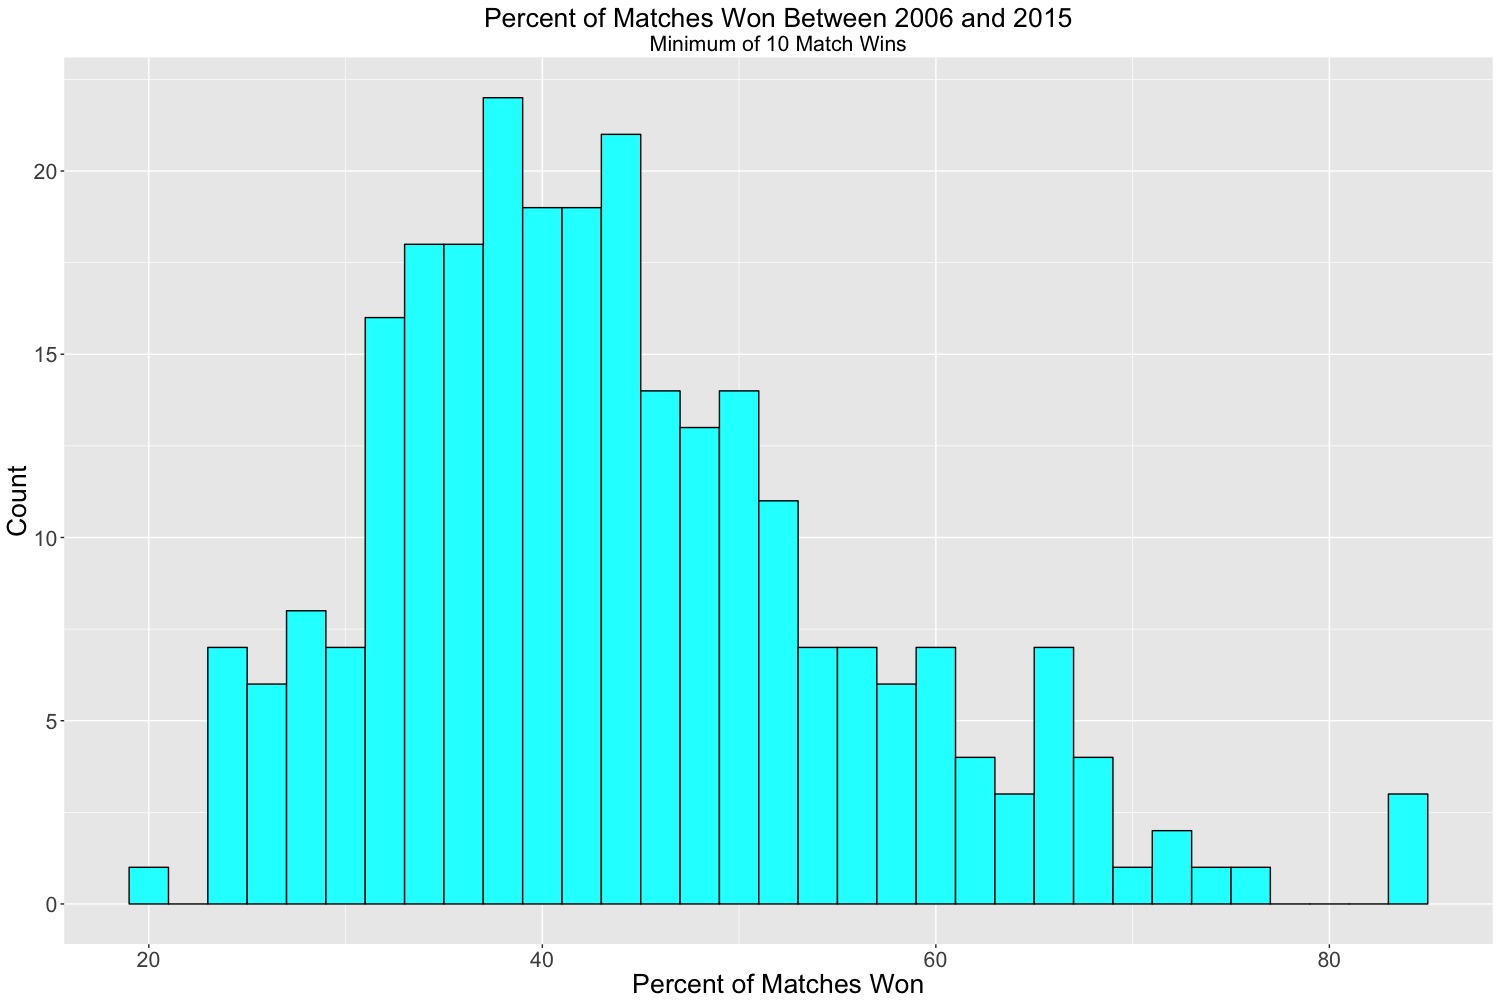 Percent of Matches Won Between 2006 and 2015
Minimum of 10 Match Wins
Count
20
15
10
5
0
20 40 60 80
Percent of Matches Won